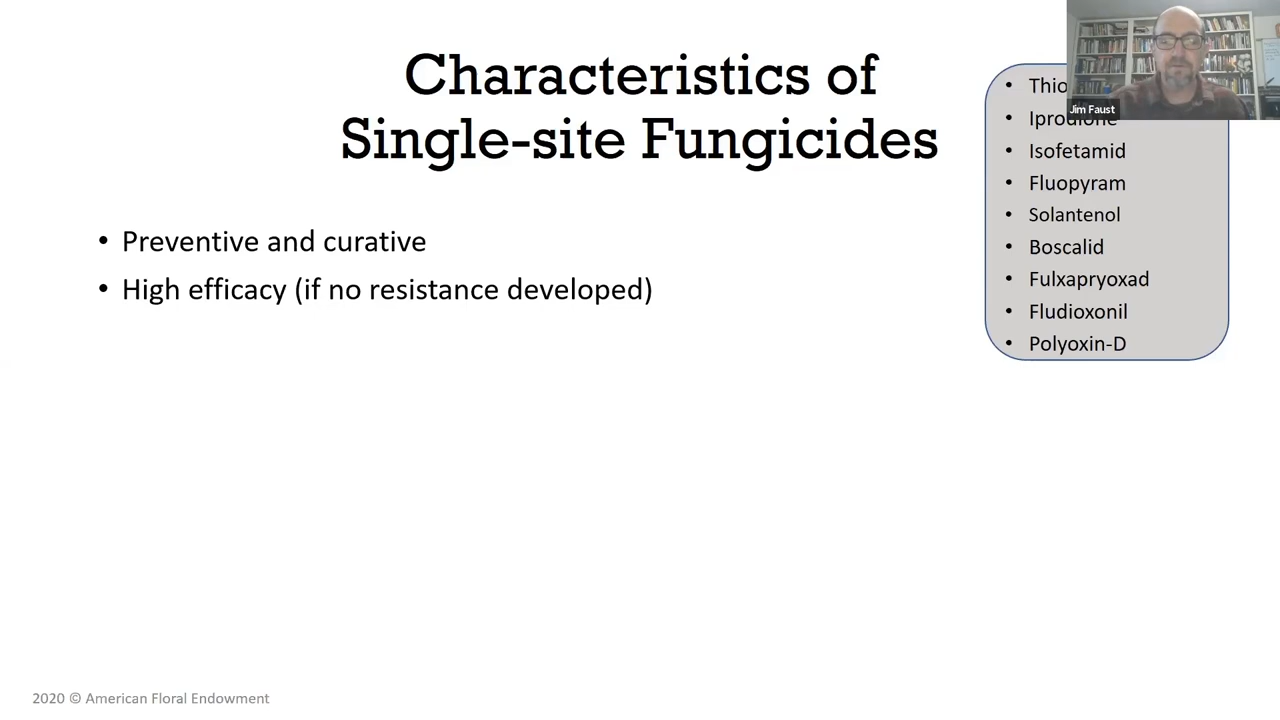 Characteristics of
Single-site Fungicides
• Preventive and curative
• High efficacy (if no resistance developed)
Jim Faust
• Iprodione
• Isofetamid
• Fluopyram
• Solantenol
• Boscalid
• Fulxapryoxad
• Fludioxonil
• Polyoxin-D
2020 © American Floral Endowment